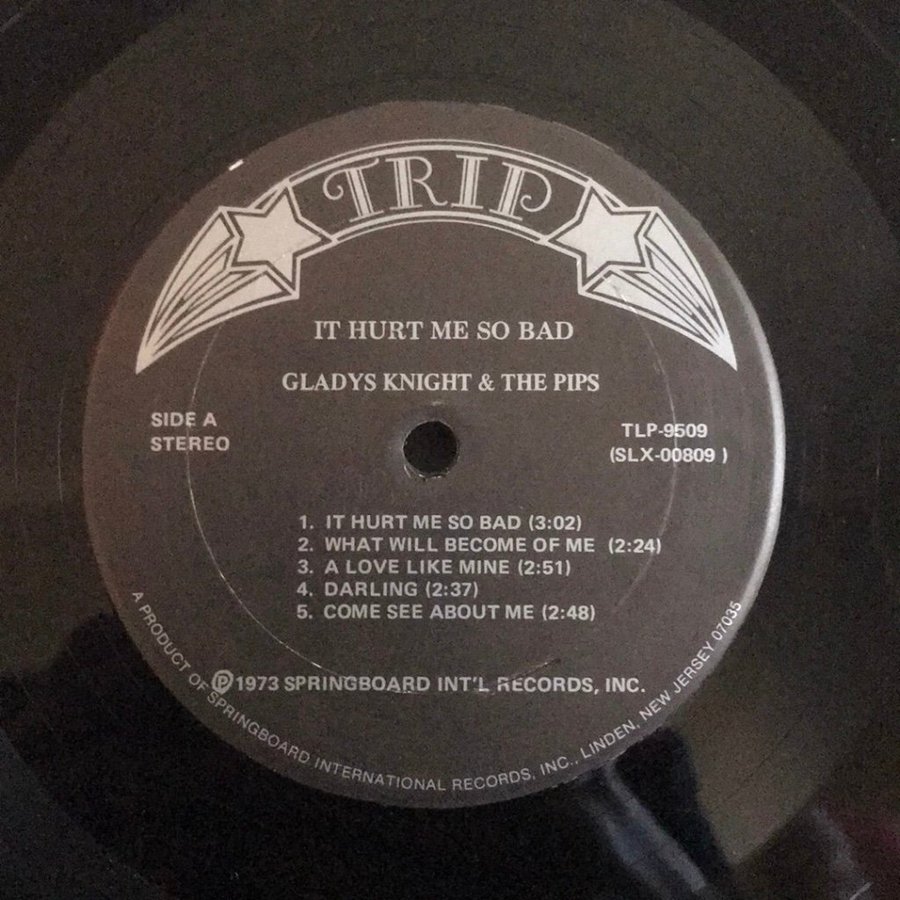 TRIP
IT HURT ME SO BAD
GLADYS KNIGHT & THE PIPS
SIDE A
STEREO
TLP-9509
(SLX-00809 )
1. IT HURT ME SO BAD (3:02)
2. WHAT WILL BECOME OF ME (2:24)
3. A LOVE LIKE MINE (2:51)
4. DARLING (2:37)
5. COME SEE ABOUT ME (2:48)
Ⓟ1973 SPRINGBOARD INT'L RECORDS, INC.
A PRODUCT OF SPRINGBOARD INTERNATIONAL RECORDS, INC., LINDEN, NEW JERSEY 07035